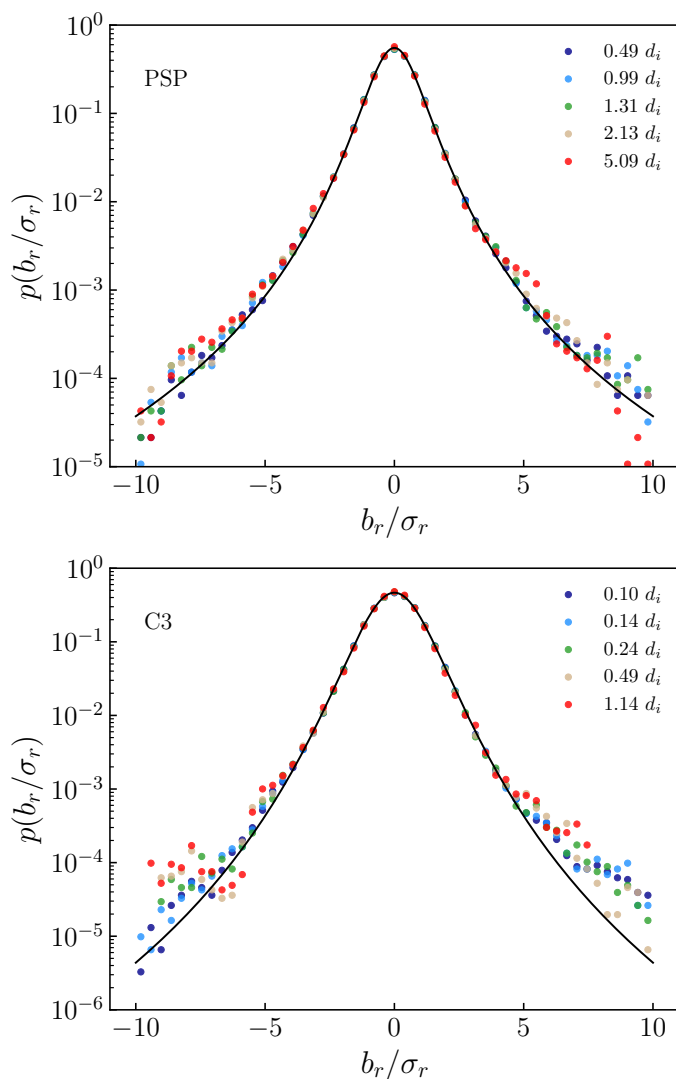 PSP
0.49 d_i
0.99 d_i
1.31 d_i
2.13 d_i
5.09 d_i
10^0
10^{-1}
10^{-2}
10^{-3}
10^{-4}
10^{-5}
p(b_r/σ_r)
−10 −5 0 5 10
b_r/σ_r
C3
0.10 d_i
0.14 d_i
0.24 d_i
0.49 d_i
1.14 d_i
10^0
10^{-1}
10^{-2}
10^{-3}
10^{-4}
10^{-5}
10^{-6}
p(b_r/σ_r)
−10 −5 0 5 10
b_r/σ_r